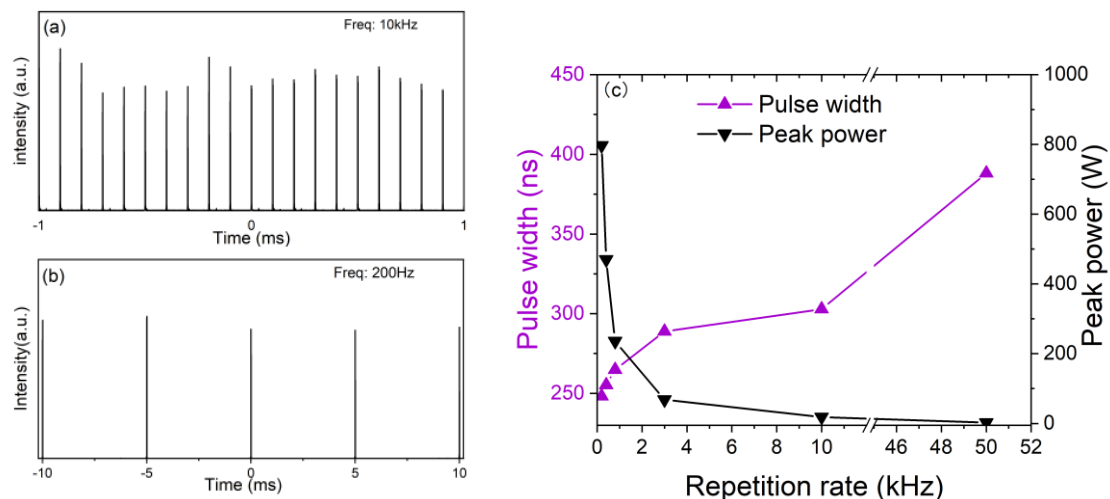 (a)
Freq: 10kHz
intensity (a.u.)
-1
0
1
Time (ms)
(b)
Freq: 200Hz
Intensity(a.u.)
-10
-5
0
5
10
Time (ms)
(c)
Pulse width
Peak power
Pulse width (ns)
450
400
350
300
250
Peak power (W)
1000
800
600
400
200
0
0 2 4 6 8 10 46 48 50 52
Repetition rate (kHz)